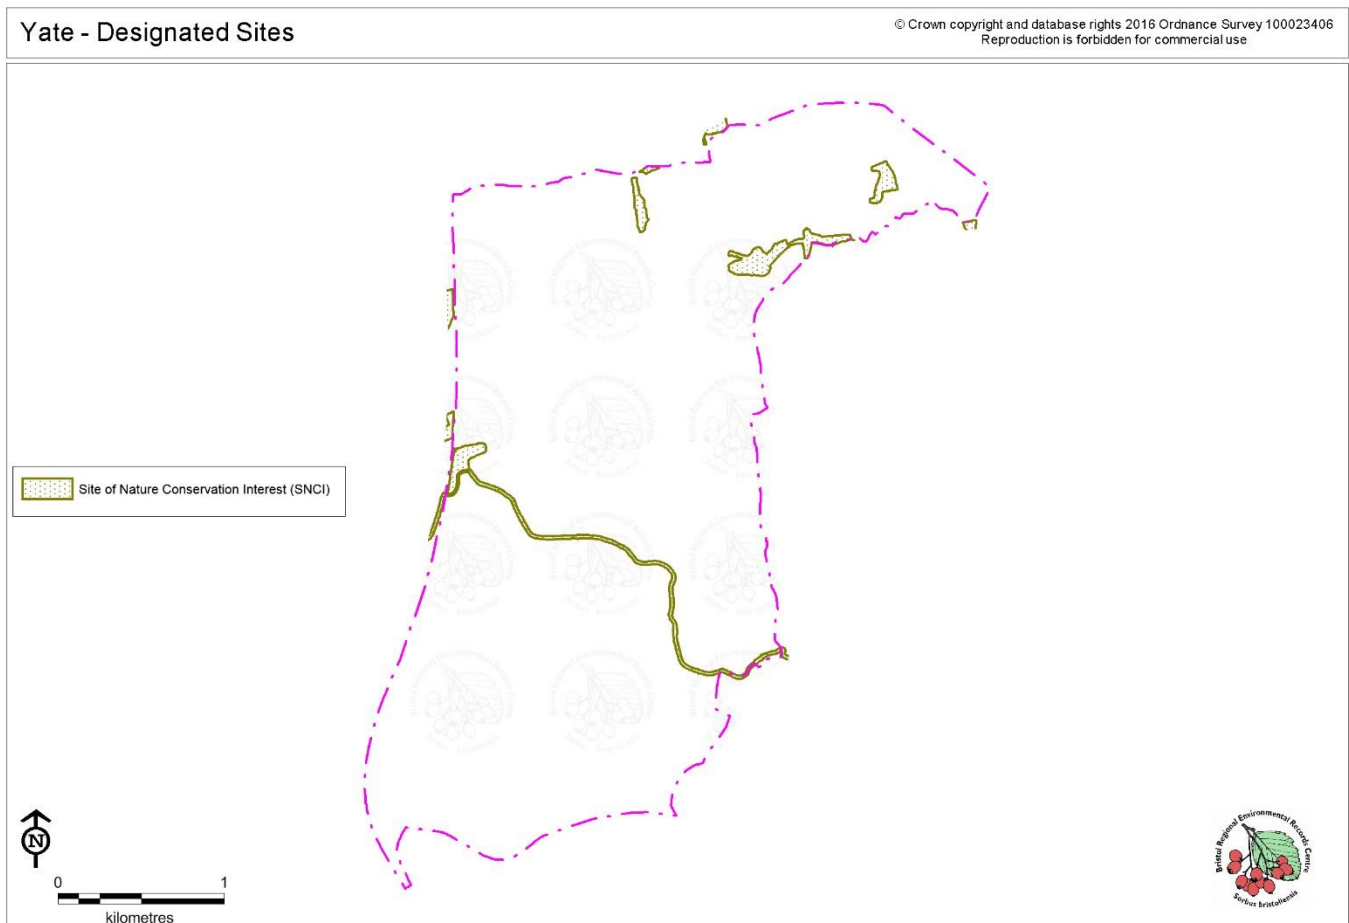 Yate - Designated Sites
© Crown copyright and database rights 2016 Ordnance Survey 100023406
Reproduction is forbidden for commercial use
Site of Nature Conservation Interest (SNCI)
N
0 1
kilometres
Bristol Regional Environmental Records Centre
Sorbus bristoliensis